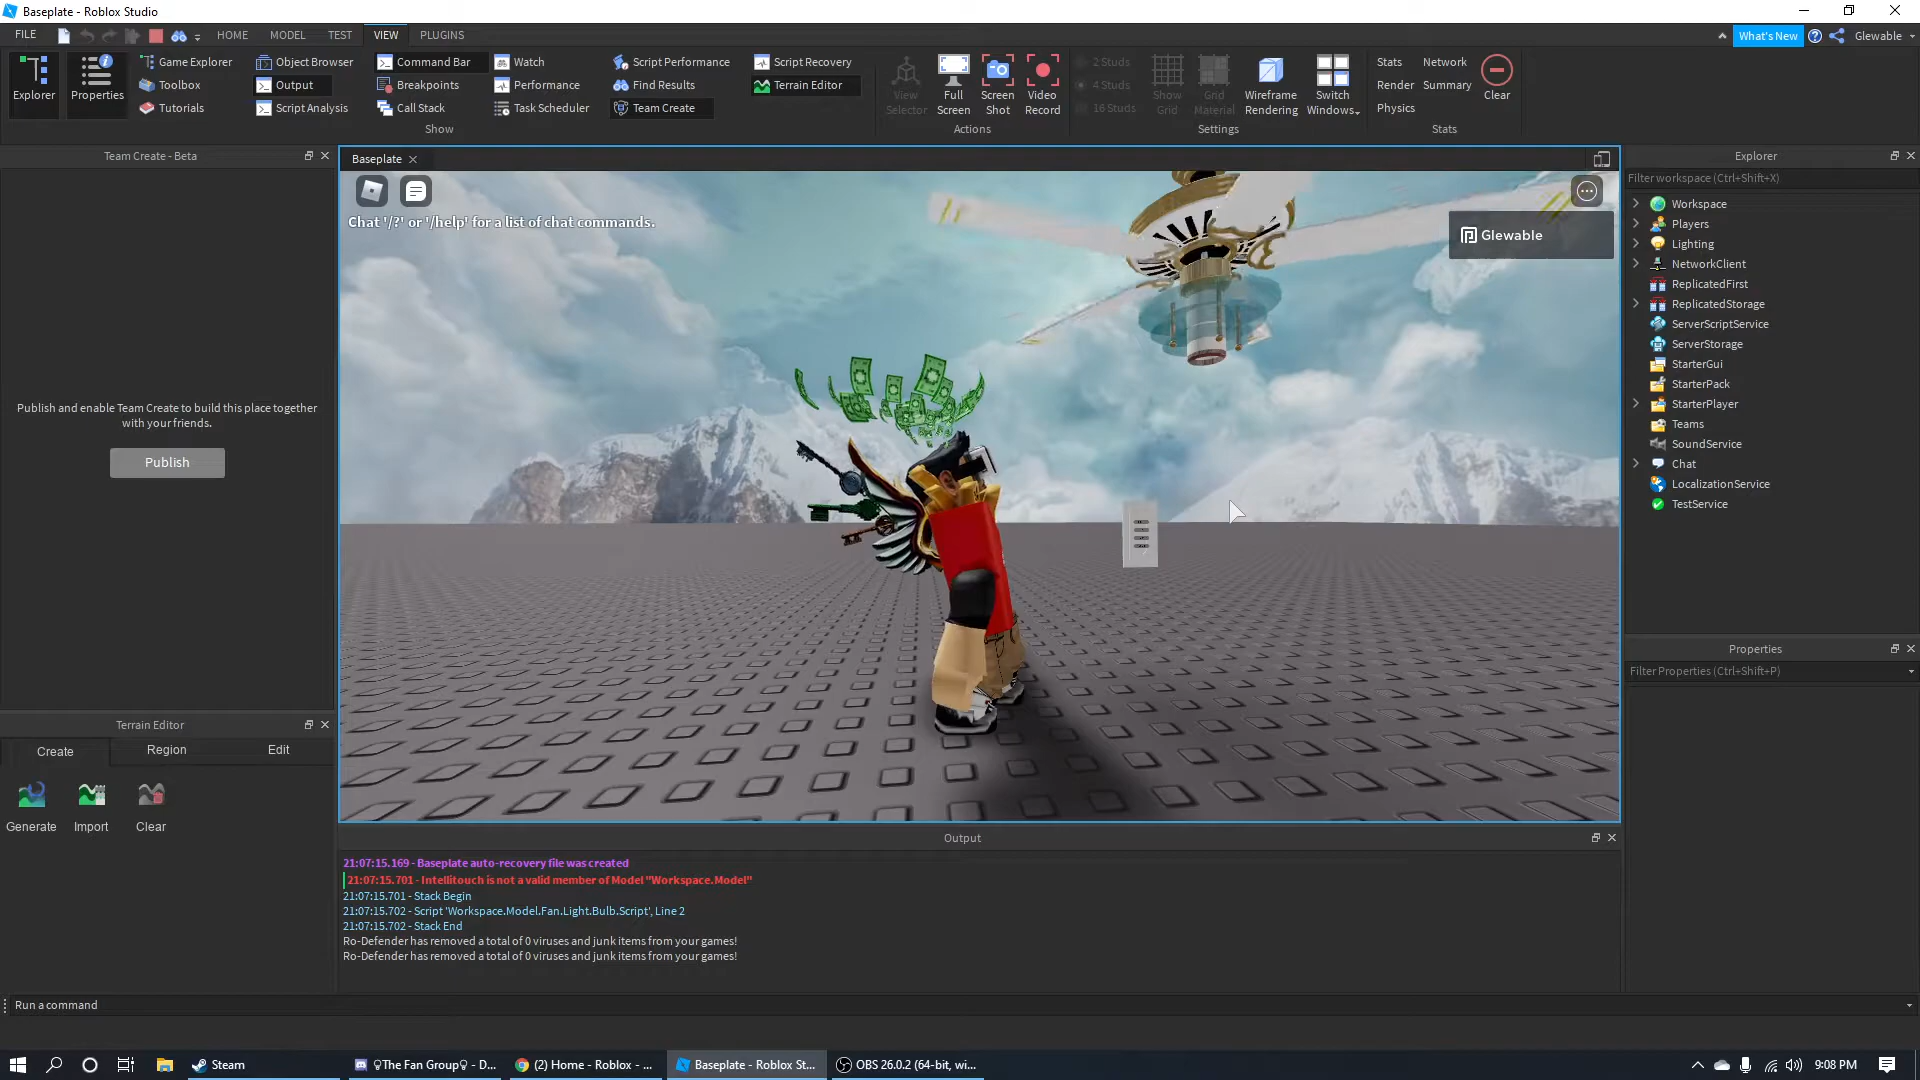 Baseplate - Roblox Studio
FILE HOME MODEL TEST VIEW PLUGINS What's New Glewable
Explorer Properties
Game Explorer Object Browser Command Bar Watch Script Performance Script Recovery
Toolbox Output Breakpoints Performance Find Results Terrain Editor
Tutorials Script Analysis Call Stack Task Scheduler Team Create
Show
View Selector
Full Screen
Screen Shot
Video Record
Actions
2 Studs
4 Studs
16 Studs
Show Grid
Grid Material
Wireframe Rendering
Switch Windows
Settings
Stats Network
Render Summary
Physics
Clear
Stats
Team Create - Beta
Publish and enable Team Create to build this place together
with your friends.
Publish
Terrain Editor
Create Region Edit
Generate Import Clear
Baseplate
Chat '/?' or '/help' for a list of chat commands.
Glewable
Output
21:07:15.169 - Baseplate auto-recovery file was created
21:07:15.701 - Intellitouch is not a valid member of Model "Workspace.Model"
21:07:15.701 - Stack Begin
21:07:15.702 - Script 'Workspace.Model.Fan.Light.Bulb.Script', Line 2
21:07:15.702 - Stack End
Ro-Defender has removed a total of 0 viruses and junk items from your games!
Ro-Defender has removed a total of 0 viruses and junk items from your games!
Explorer
Filter workspace (Ctrl+Shift+X)
Workspace
Players
Lighting
NetworkClient
ReplicatedFirst
ReplicatedStorage
ServerScriptService
ServerStorage
StarterGui
StarterPack
StarterPlayer
Teams
SoundService
Chat
LocalizationService
TestService
Properties
Filter Properties (Ctrl+Shift+P)
Run a command
Steam
The Fan Group - D...
(2) Home - Roblox - ...
Baseplate - Roblox St...
OBS 26.0.2 (64-bit, wi...
9:08 PM